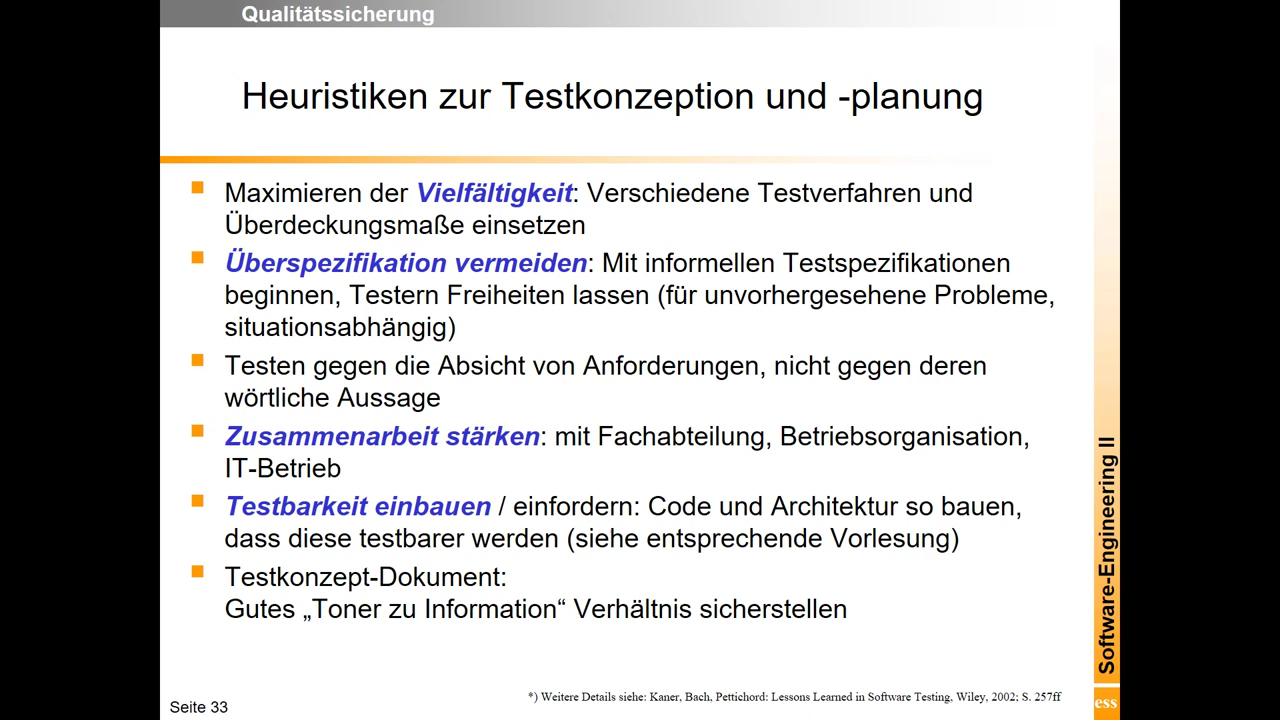 Qualitätssicherung
Heuristiken zur Testkonzeption und -planung
Maximieren der Vielfältigkeit: Verschiedene Testverfahren und
Überdeckungsmaße einsetzen
Überspezifikation vermeiden: Mit informellen Testspezifikationen
beginnen, Testern Freiheiten lassen (für unvorhergesehene Probleme,
situationsabhängig)
Testen gegen die Absicht von Anforderungen, nicht gegen deren
wörtliche Aussage
Zusammenarbeit stärken: mit Fachabteilung, Betriebsorganisation,
IT-Betrieb
Testbarkeit einbauen / einfordern: Code und Architektur so bauen,
dass diese testbarer werden (siehe entsprechende Vorlesung)
Testkonzept-Dokument:
Gutes „Toner zu Information“ Verhältnis sicherstellen
*) Weitere Details siehe: Kaner, Bach, Pettichord: Lessons Learned in Software Testing, Wiley, 2002; S. 257ff
Seite 33
Software-Engineering II
ess